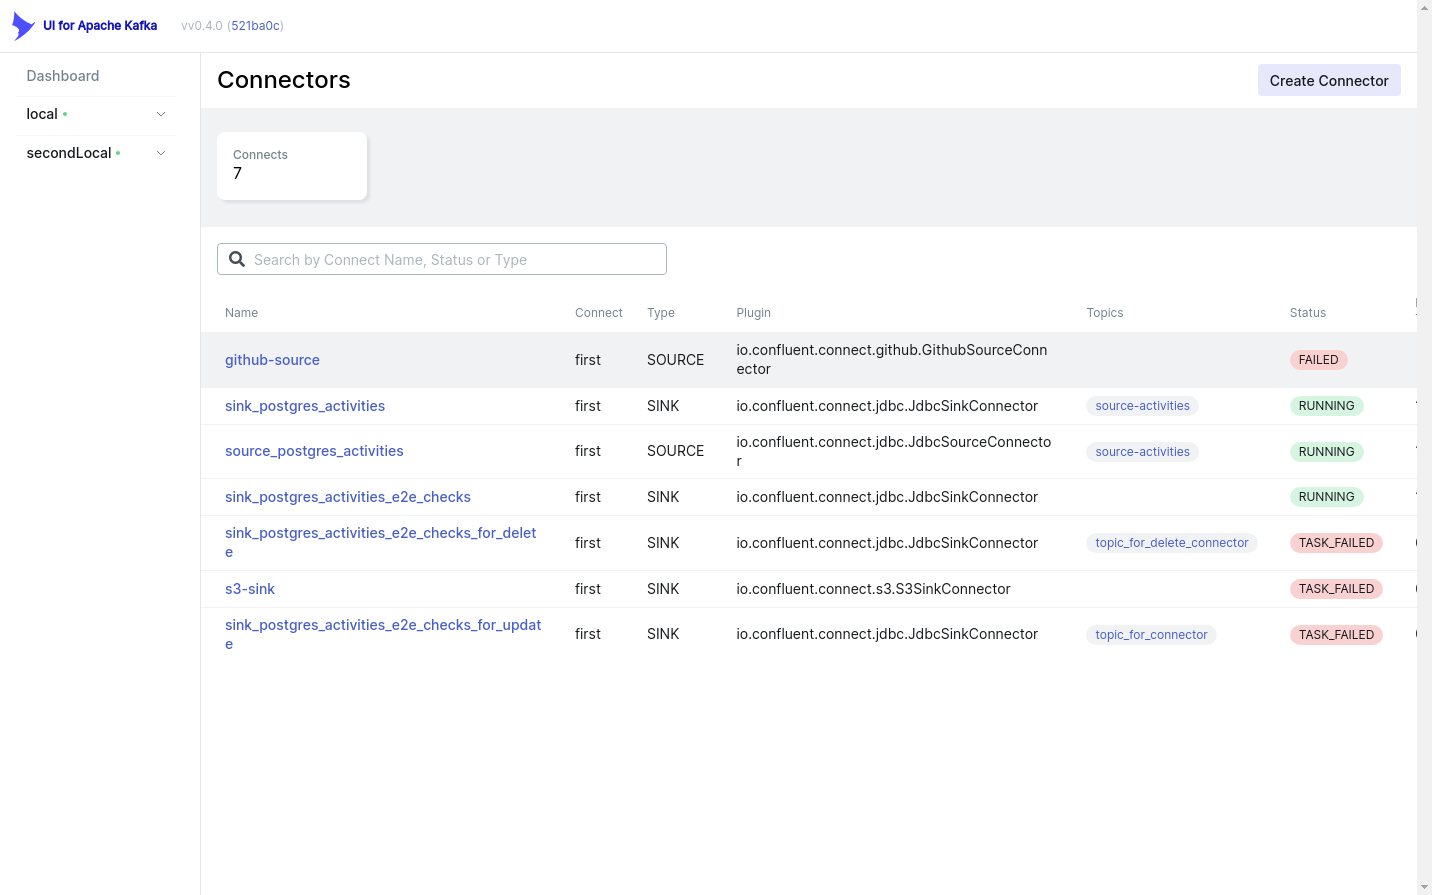 UI for Apache Kafka vv0.4.0 (521ba0c)
Dashboard
local
secondLocal
Connectors
Create Connector
Connects
7
Search by Connect Name, Status or Type
Name Connect Type Plugin Topics Status
github-source first SOURCE io.confluent.connect.github.GithubSourceConn
ector FAILED
sink_postgres_activities first SINK io.confluent.connect.jdbc.JdbcSinkConnector source-activities RUNNING
source_postgres_activities first SOURCE io.confluent.connect.jdbc.JdbcSourceConnecto
r source-activities RUNNING
sink_postgres_activities_e2e_checks first SINK io.confluent.connect.jdbc.JdbcSinkConnector RUNNING
sink_postgres_activities_e2e_checks_for_delet
e first SINK io.confluent.connect.jdbc.JdbcSinkConnector topic_for_delete_connector TASK_FAILED
s3-sink first SINK io.confluent.connect.s3.S3SinkConnector TASK_FAILED
sink_postgres_activities_e2e_checks_for_updat
e first SINK io.confluent.connect.jdbc.JdbcSinkConnector topic_for_connector TASK_FAILED